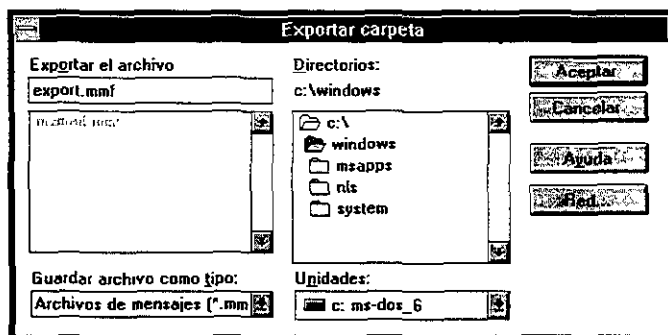 Exportar carpeta
Exportar el archivo
export.mmf
Directorios:
c:\windows
c:\
windows
msapps
nls
system
Guardar archivo como tipo:
Archivos de mensajes (*.mm
Unidades:
c: ms-dos_6
Aceptar
Cancelar
Ayuda
Red...